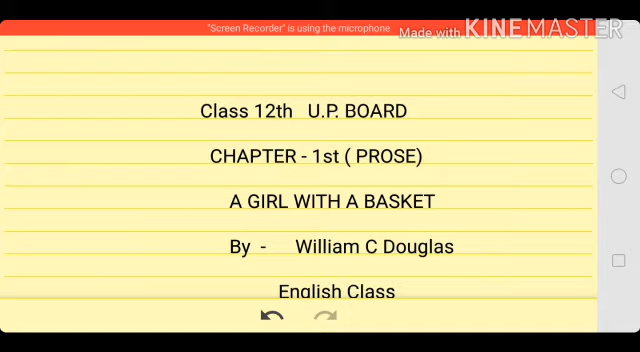 "Screen Recorder" is using the microphone
Made with KINEMASTER
Class 12th U.P. BOARD
CHAPTER - 1st ( PROSE)
A GIRL WITH A BASKET
By - William C Douglas
English Class